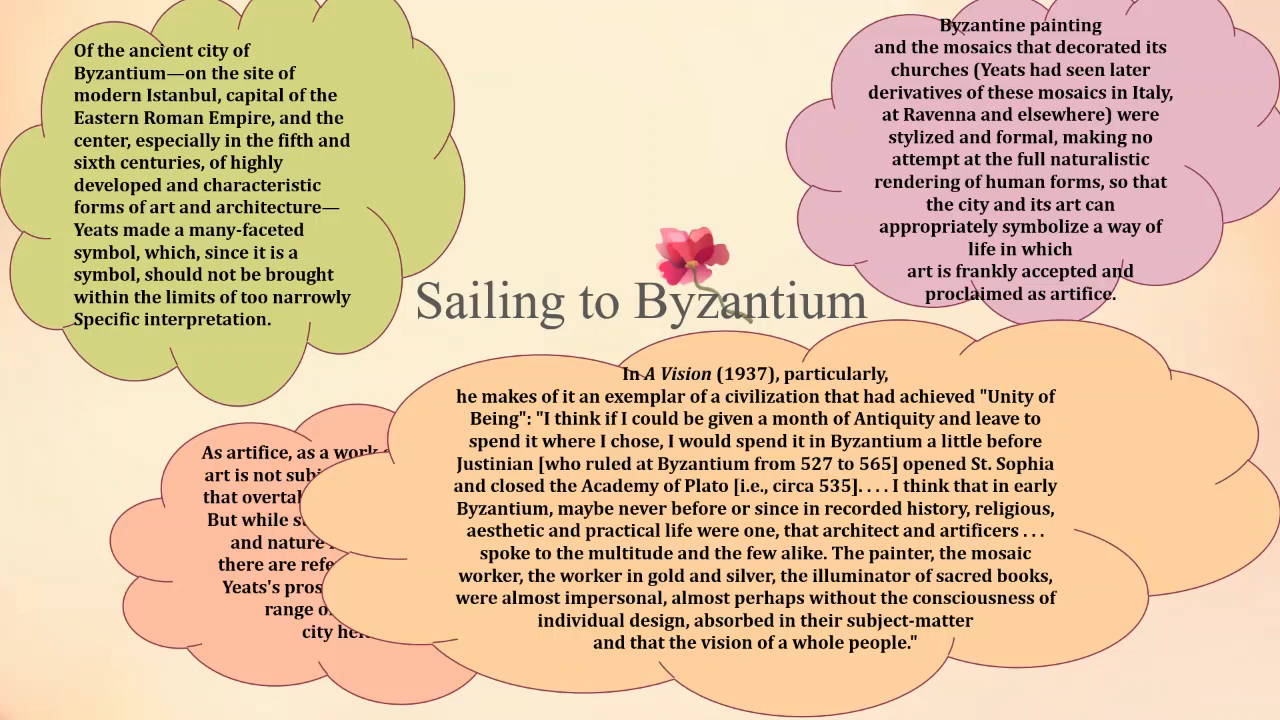 Of the ancient city of
Byzantium—on the site of
modern Istanbul, capital of the
Eastern Roman Empire, and the
center, especially in the fifth and
sixth centuries, of highly
developed and characteristic
forms of art and architecture—
Yeats made a many-faceted
symbol, which, since it is a
symbol, should not be brought
within the limits of too narrowly
Specific interpretation.
Byzantine painting
and the mosaics that decorated its
churches (Yeats had seen later
derivatives of these mosaics in Italy,
at Ravenna and elsewhere) were
stylized and formal, making no
attempt at the full naturalistic
rendering of human forms, so that
the city and its art can
appropriately symbolize a way of
life in which
art is frankly accepted and
proclaimed as artifice.
Sailing to Byzantium
As artifice, as a work
art is not
that
But while
and nature
there are
Yeats's
range
city
In A Vision (1937), particularly,
he makes of it an exemplar of a civilization that had achieved "Unity of
Being": "I think if I could be given a month of Antiquity and leave to
spend it where I chose, I would spend it in Byzantium a little before
Justinian [who ruled at Byzantium from 527 to 565] opened St. Sophia
and closed the Academy of Plato [i.e., circa 535]. . . . I think that in early
Byzantium, maybe never before or since in recorded history, religious,
aesthetic and practical life were one, that architect and artificers . . .
spoke to the multitude and the few alike. The painter, the mosaic
worker, the worker in gold and silver, the illuminator of sacred books,
were almost impersonal, almost perhaps without the consciousness of
individual design, absorbed in their subject-matter
and that the vision of a whole people."